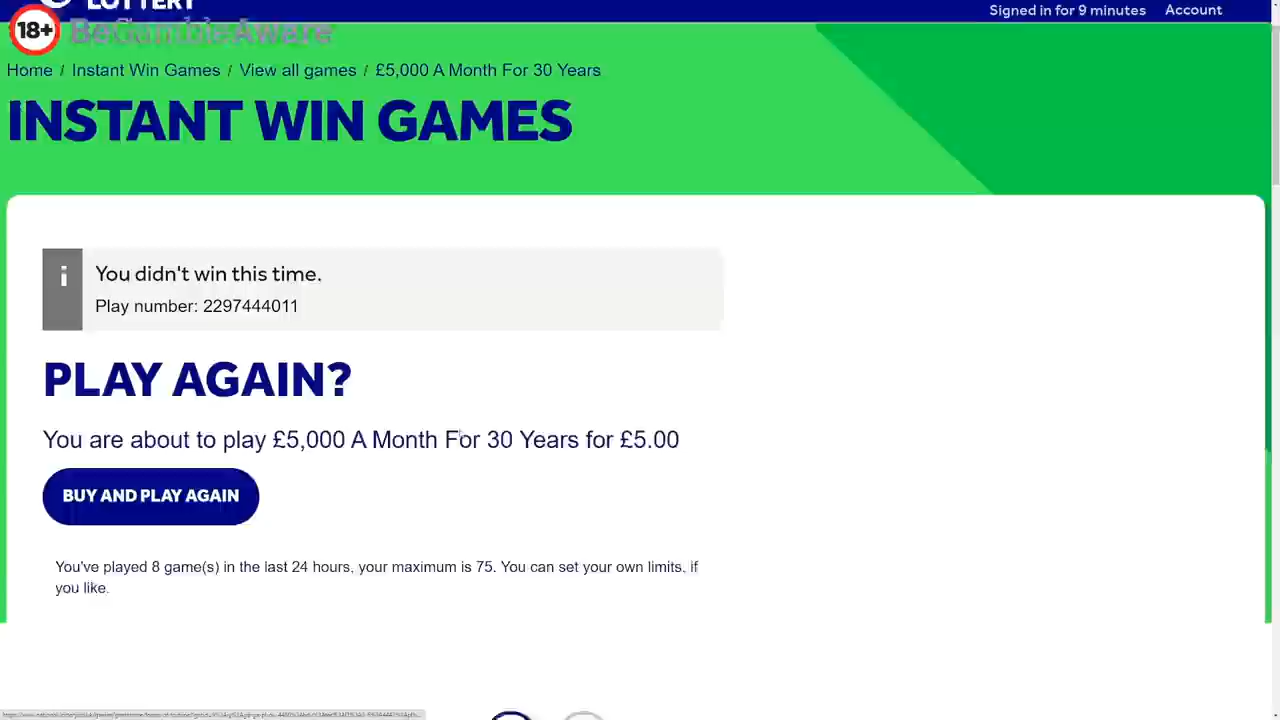 LOTTERY
Signed in for 9 minutes Account
18+ BeGambleAware
Home / Instant Win Games / View all games / £5,000 A Month For 30 Years
INSTANT WIN GAMES
i
You didn't win this time.
Play number: 2297444011
PLAY AGAIN?
You are about to play £5,000 A Month For 30 Years for £5.00
BUY AND PLAY AGAIN
You've played 8 game(s) in the last 24 hours, your maximum is 75. You can set your own limits, if
you like.